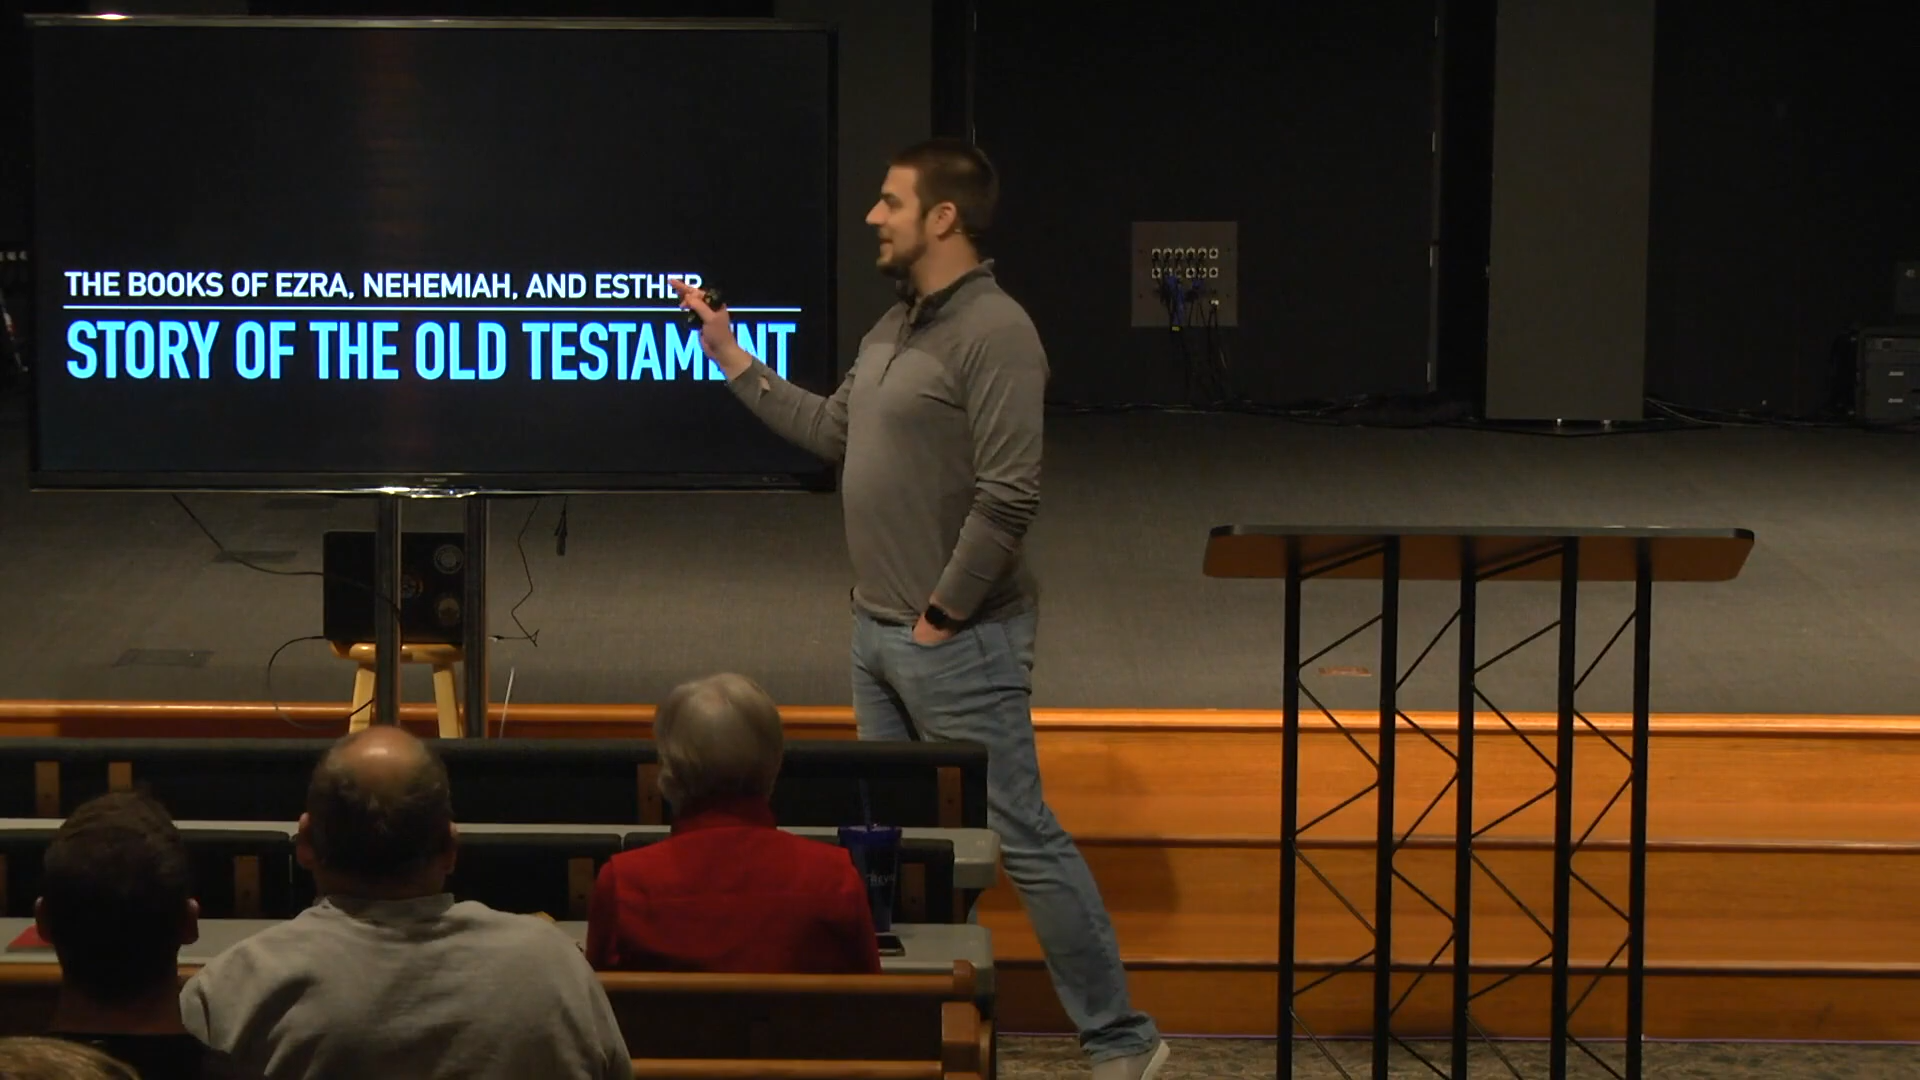 THE BOOKS OF EZRA, NEHEMIAH, AND ESTHER
STORY OF THE OLD TESTAMENT